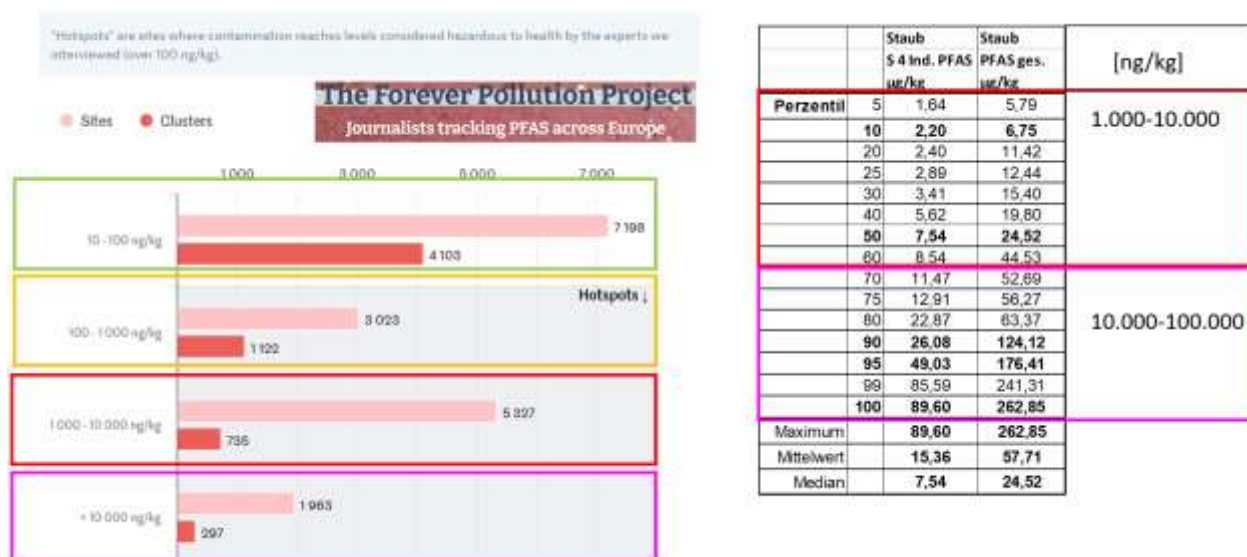 "Hotspots" are sites where contamination reaches levels considered hazardous to health by the experts we
interviewed (over 100 ng/kg).
The Forever Pollution Project
Journalists tracking PFAS across Europe
Sites Clusters
1 000 3 000 5 000 7 000
10 - 100 ng/kg
7 198
4 103
Hotspots ↓
100 - 1 000 ng/kg
3 023
1 122
1 000 - 10 000 ng/kg
5 327
735
+ 10 000 ng/kg
1 963
297
Staub Staub
S 4 Ind. PFAS PFAS ges. [ng/kg]
µg/kg µg/kg
Perzentil 5 1,64 5,79 1.000-10.000
10 2,20 6,75
20 2,40 11,42
25 2,89 12,44
30 3,41 15,40
40 5,62 19,80
50 7,54 24,52
60 8,54 44,53
70 11,47 52,69
75 12,91 56,27
80 22,87 63,37 10.000-100.000
90 26,08 124,12
95 49,03 176,41
99 85,59 241,31
100 89,60 262,85
Maximum 89,60 262,85
Mittelwert 15,36 57,71
Median 7,54 24,52